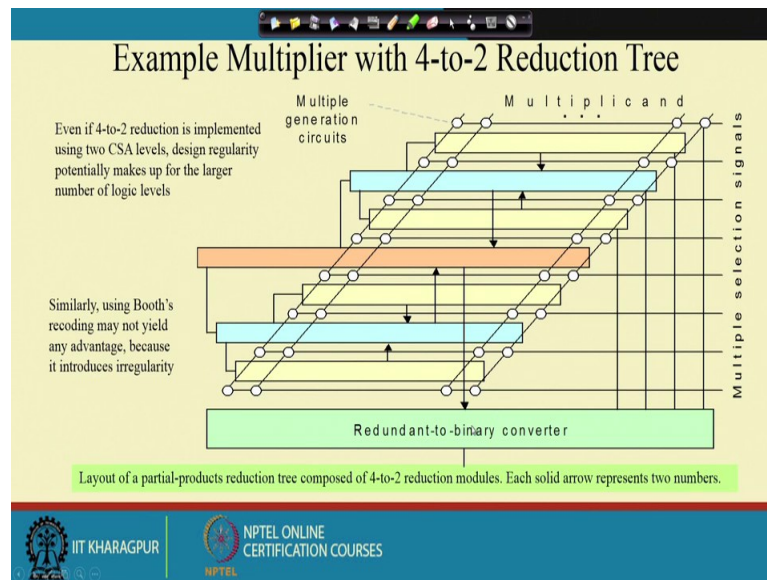 Example Multiplier with 4-to-2 Reduction Tree
Even if 4-to-2 reduction is implemented
using two CSA levels, design regularity
potentially makes up for the larger
number of logic levels
Multiple
generation
circuits
Multiplicand
. . .
Multiple selection signals
Similarly, using Booth's
recoding may not yield
any advantage, because
it introduces irregularity
Redundant-to-binary converter
Layout of a partial-products reduction tree composed of 4-to-2 reduction modules. Each solid arrow represents two numbers.
IIT KHARAGPUR
NPTEL
NPTEL ONLINE
CERTIFICATION COURSES